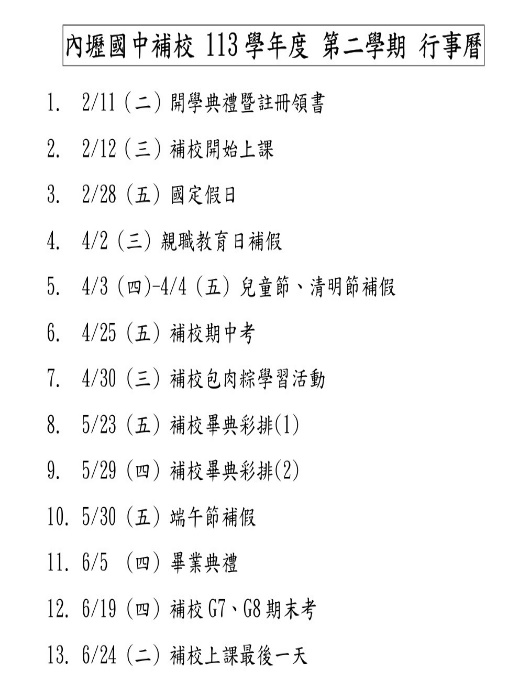 內壢國中補校 113 學年度 第二學期 行事曆
1. 2/11 (二) 開學典禮暨註冊領書
2. 2/12 (三) 補校開始上課
3. 2/28 (五) 國定假日
4. 4/2 (三) 親職教育日補假
5. 4/3 (四)-4/4 (五) 兒童節、清明節補假
6. 4/25 (五) 補校期中考
7. 4/30 (三) 補校包肉粽學習活動
8. 5/23 (五) 補校畢典彩排(1)
9. 5/29 (四) 補校畢典彩排(2)
10. 5/30 (五) 端午節補假
11. 6/5 (四) 畢業典禮
12. 6/19 (四) 補校 G7、G8 期末考
13. 6/24 (二) 補校上課最後一天